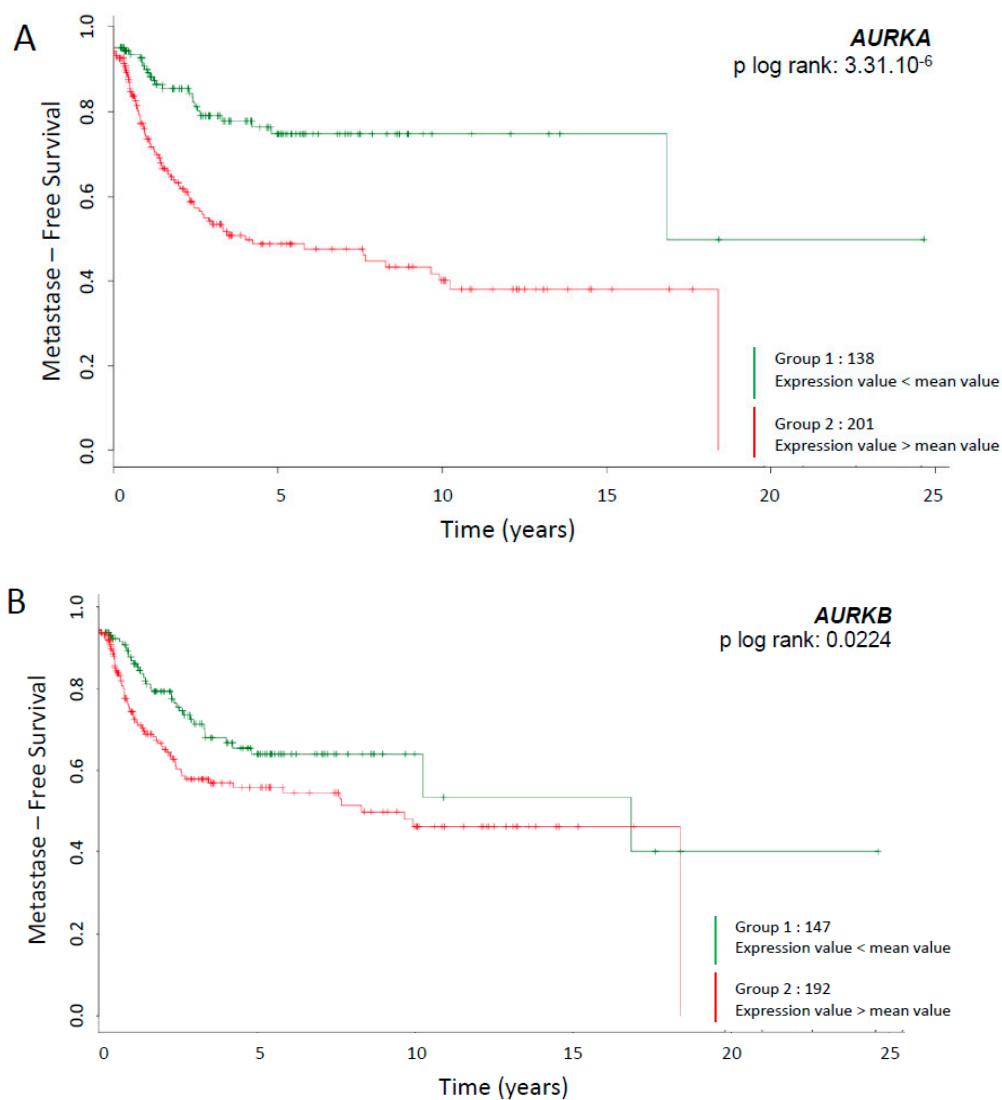 A
AURKA
p log rank: 3.31.10-6
Metastase – Free Survival
1.0
0.8
0.6
0.4
0.2
0.0
Group 1 : 138
Expression value < mean value
Group 2 : 201
Expression value > mean value
0 5 10 15 20 25
Time (years)
B
AURKB
p log rank: 0.0224
Metastase – Free Survival
1.0
0.8
0.6
0.4
0.2
0.0
Group 1 : 147
Expression value < mean value
Group 2 : 192
Expression value > mean value
0 5 10 15 20 25
Time (years)